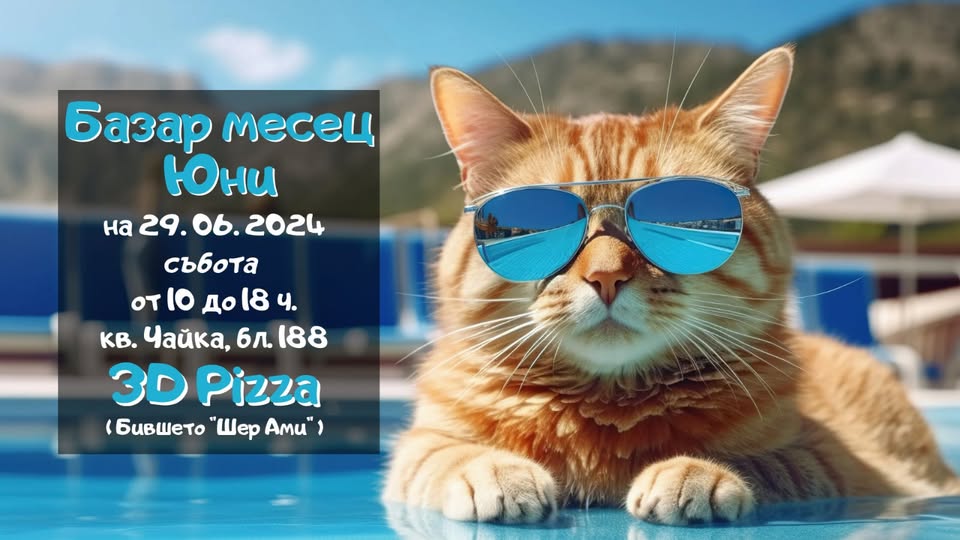 Базар месец
Юни
на 29. 06. 2024
събота
от 10 до 18 ч.
кв. Чайка, бл. 188
3D Pizza
( Бившето "Шер Ами" )